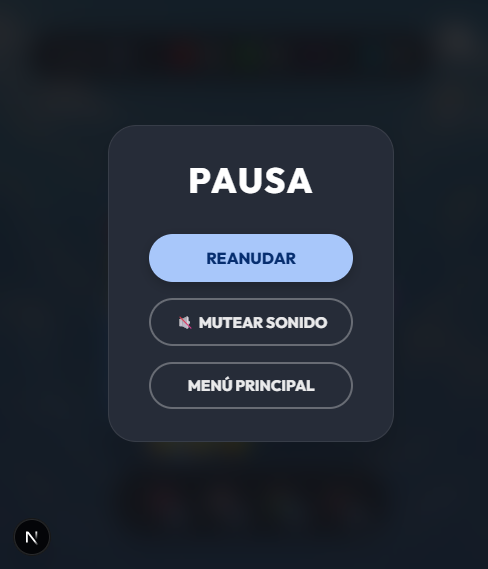 PAUSA
REANUDAR
MUTEAR SONIDO
MENÚ PRINCIPAL
N